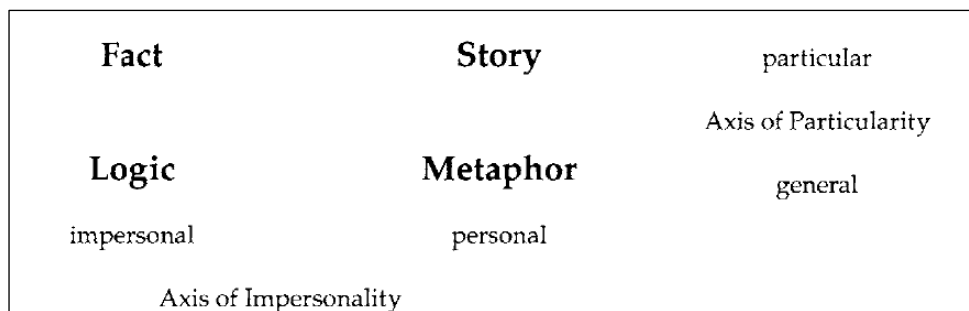 Fact Story particular
Axis of Particularity
Logic Metaphor general
impersonal personal
Axis of Impersonality